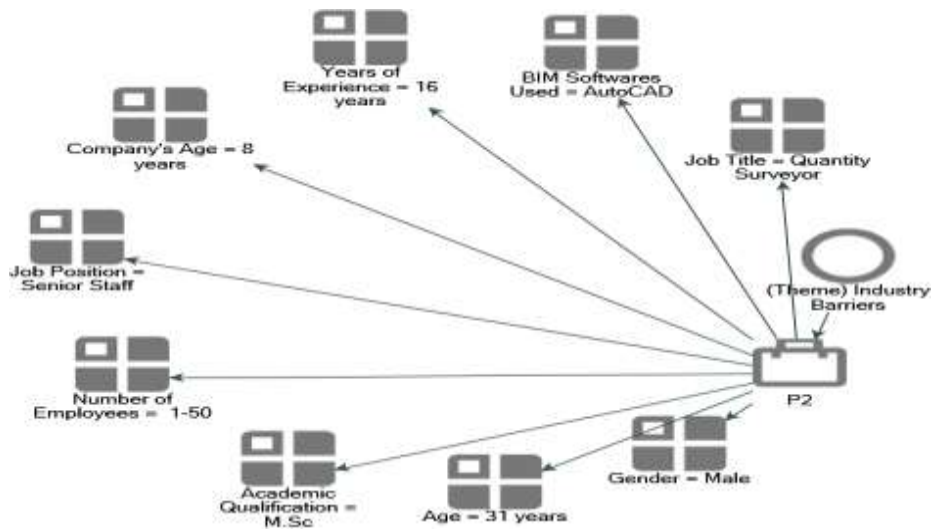 Years of
Experience = 16
years
BIM Softwares
Used = AutoCAD
Company's Age = 8
years
Job Title = Quantity
Surveyor
Job Position =
Senior Staff
(Theme) Industry
Barriers
Number of
Employees = 1-50
P2
Academic
Qualification =
M.Sc
Age = 31 years
Gender = Male